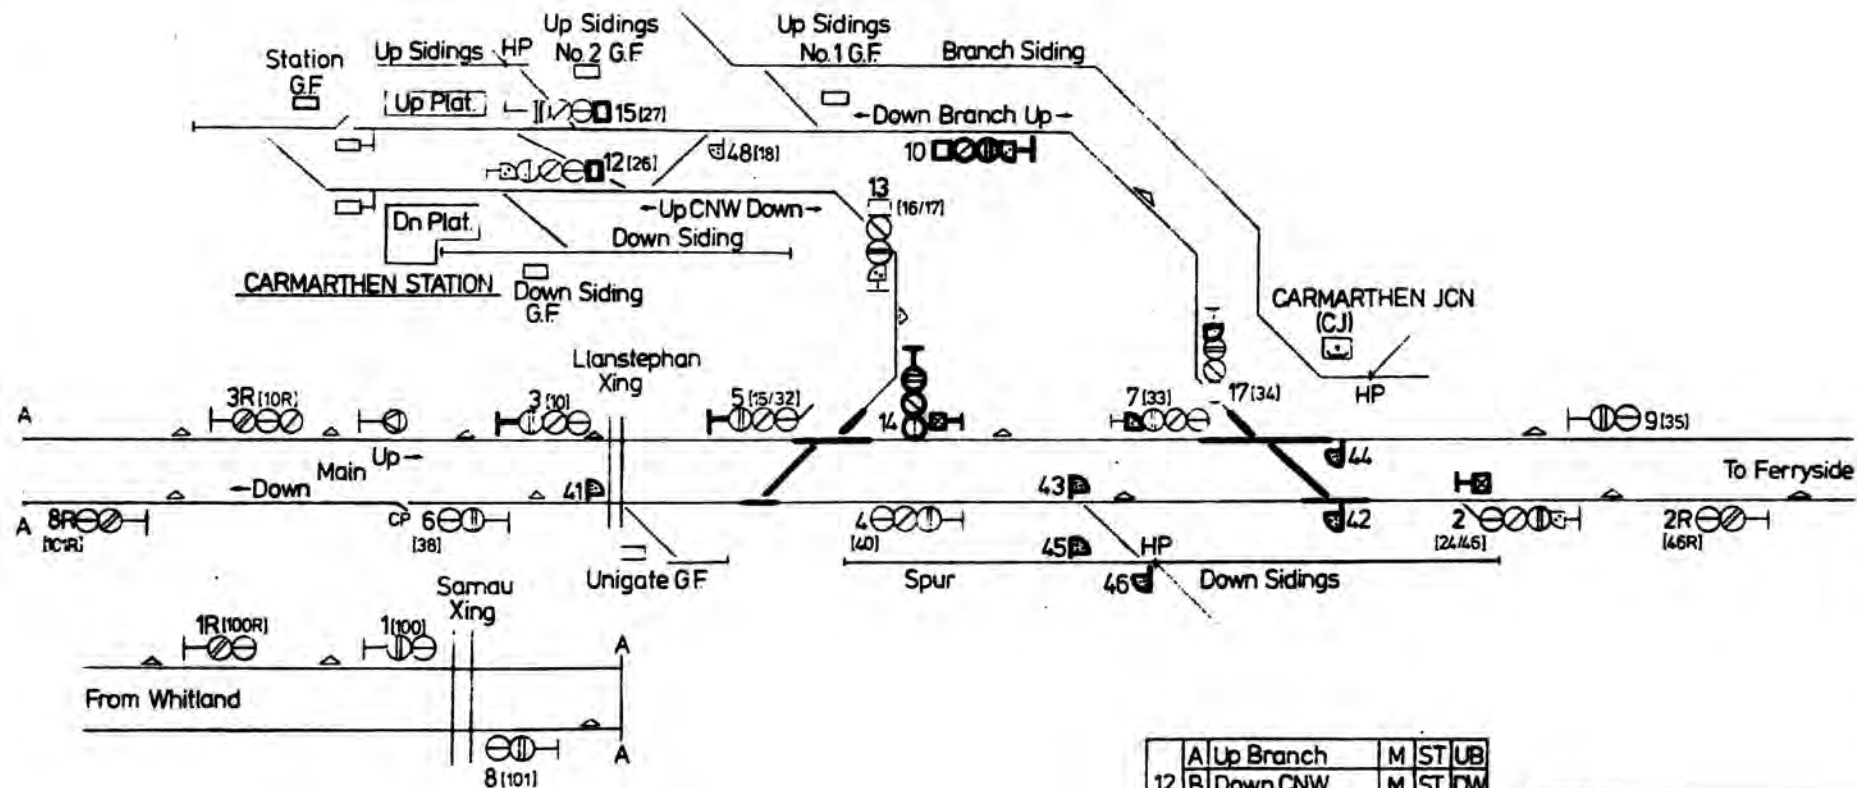 Up Sidings
No.2 G.F.
Up Sidings
No.1 G.F.
Up Sidings
HP
Branch Siding
Station
G.F.
Up Plat.
15[27]
←Down Branch Up→
12[26]
48[18]
10
13
[16/17]
←Up CNW Down→
Dn Plat.
Down Siding
CARMARTHEN STATION
Down Siding
G.F.
CARMARTHEN JCN
(CJ)
HP
Llanstephan
Xing
3R[10R]
3[10]
5[15/32]
14
7[33]
17[34]
9[35]
A
Main
Up→
←Down
44
To Ferryside
41
43
A
8R
[101R]
CP
6
[38]
4
[40]
42
2
[24/46]
2R
[46R]
45
HP
46
Unigate G.F.
Spur
Down Sidings
Samau
Xing
1R[100R]
1[100]
A
From Whitland
A
8[101]
A Up Branch M ST UB
12 B Down CNW M ST DW